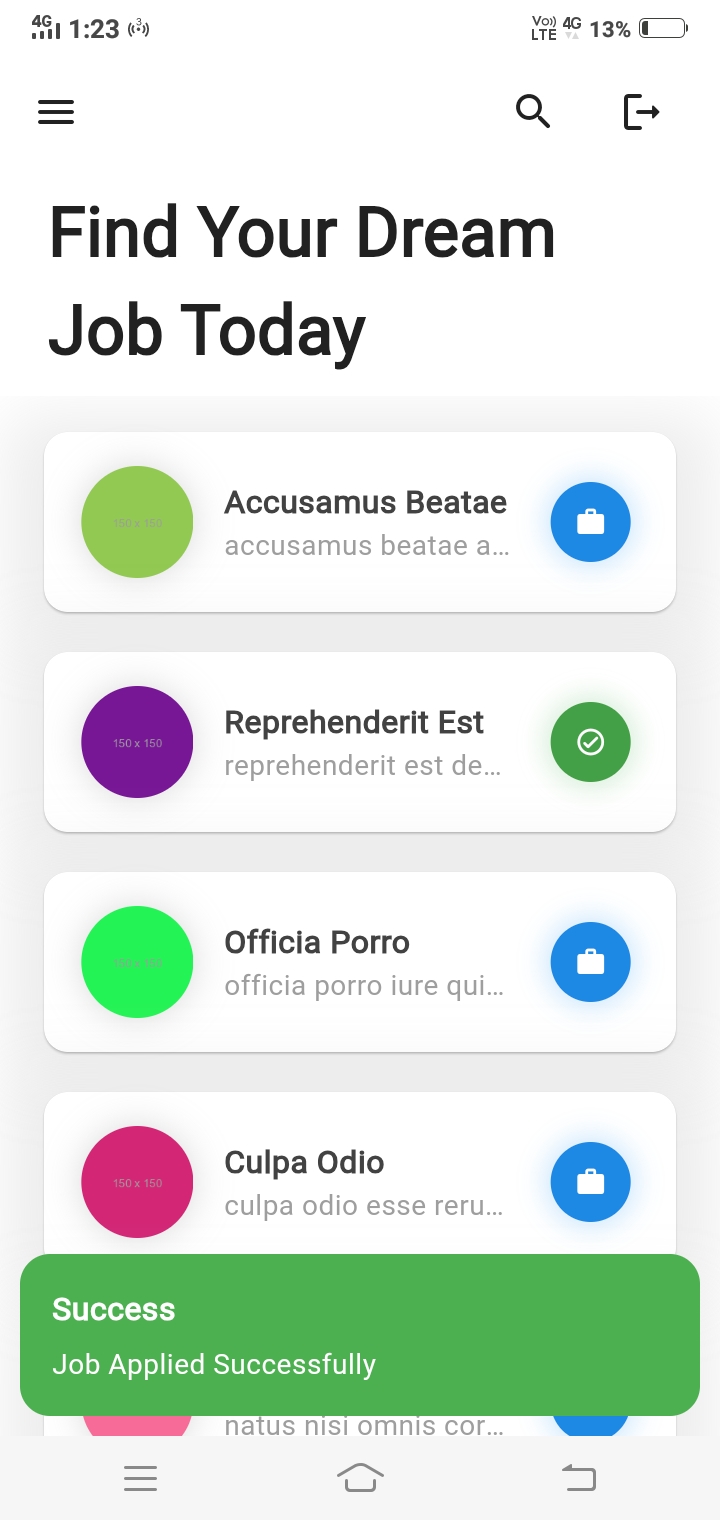 4G 1:23 3 Vo)) LTE 4G 13%
Find Your Dream
Job Today
150 x 150
Accusamus Beatae
accusamus beatae a...
150 x 150
Reprehenderit Est
reprehenderit est de...
150 x 150
Officia Porro
officia porro iure qui...
150 x 150
Culpa Odio
culpa odio esse reru...
Success
Job Applied Successfully
natus nisi omnis cor...